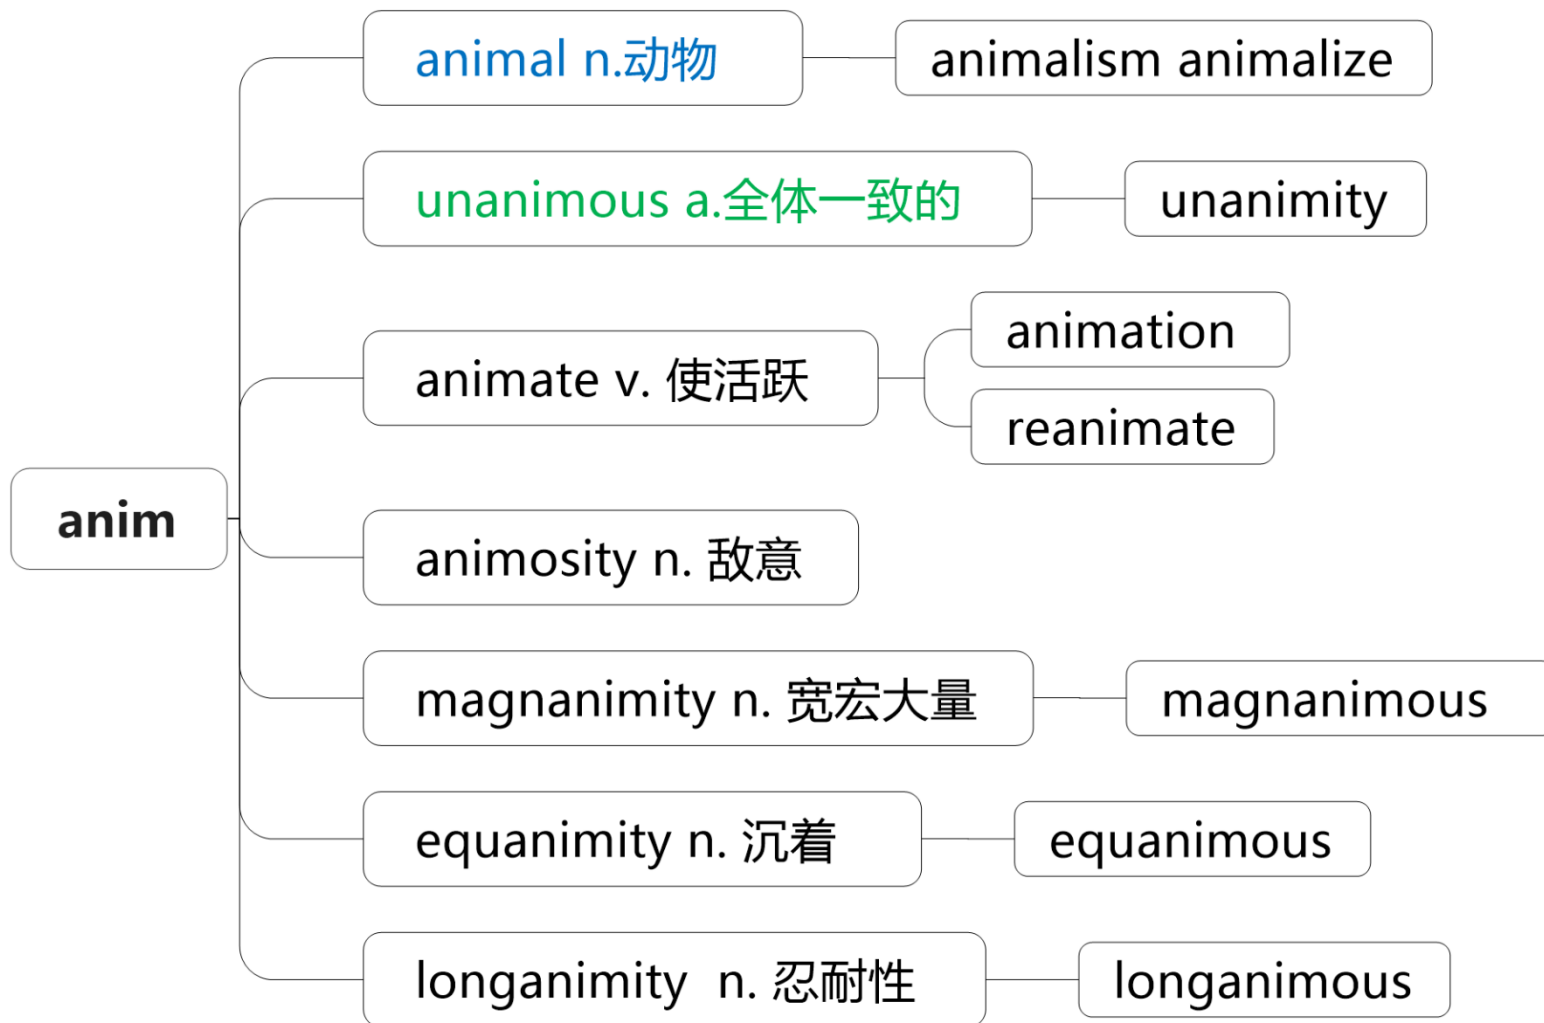 anim
animal n.动物
animalism animalize
unanimous a.全体一致的
unanimity
animate v. 使活跃
animation
reanimate
animosity n. 敌意
magnanimity n. 宽宏大量
magnanimous
equanimity n. 沉着
equanimous
longanimity  n. 忍耐性
longanimous